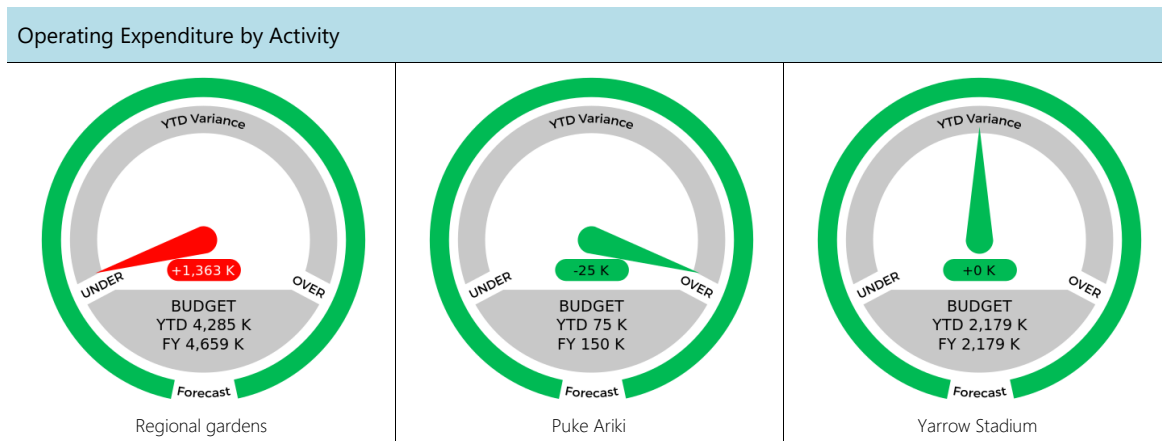 Operating Expenditure by Activity
YTD Variance
+1,363 K
UNDER
OVER
BUDGET
YTD 4,285 K
FY 4,659 K
Forecast
Regional gardens
YTD Variance
-25 K
UNDER
OVER
BUDGET
YTD 75 K
FY 150 K
Forecast
Puke Ariki
YTD Variance
+0 K
UNDER
OVER
BUDGET
YTD 2,179 K
FY 2,179 K
Forecast
Yarrow Stadium